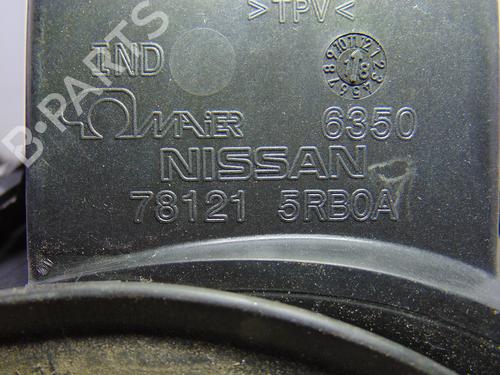 >TPV<
IND
MAIER 6350
NISSAN
78121 5RB0A
B-PARTS